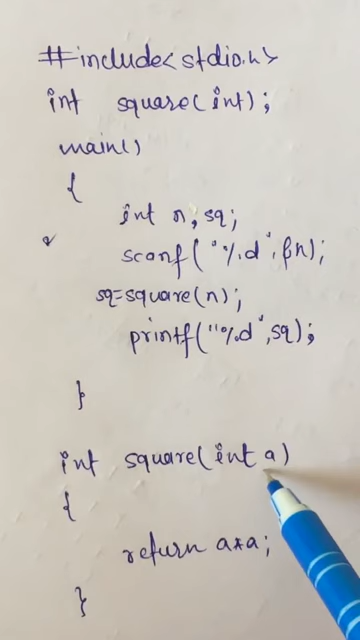 #include<stdio.h>
int square(int);
main()
{
int n, sq;
scanf("%d", &n);
sq=square(n);
printf("%d", sq);
}
int square(int a)
{
return a*a;
}